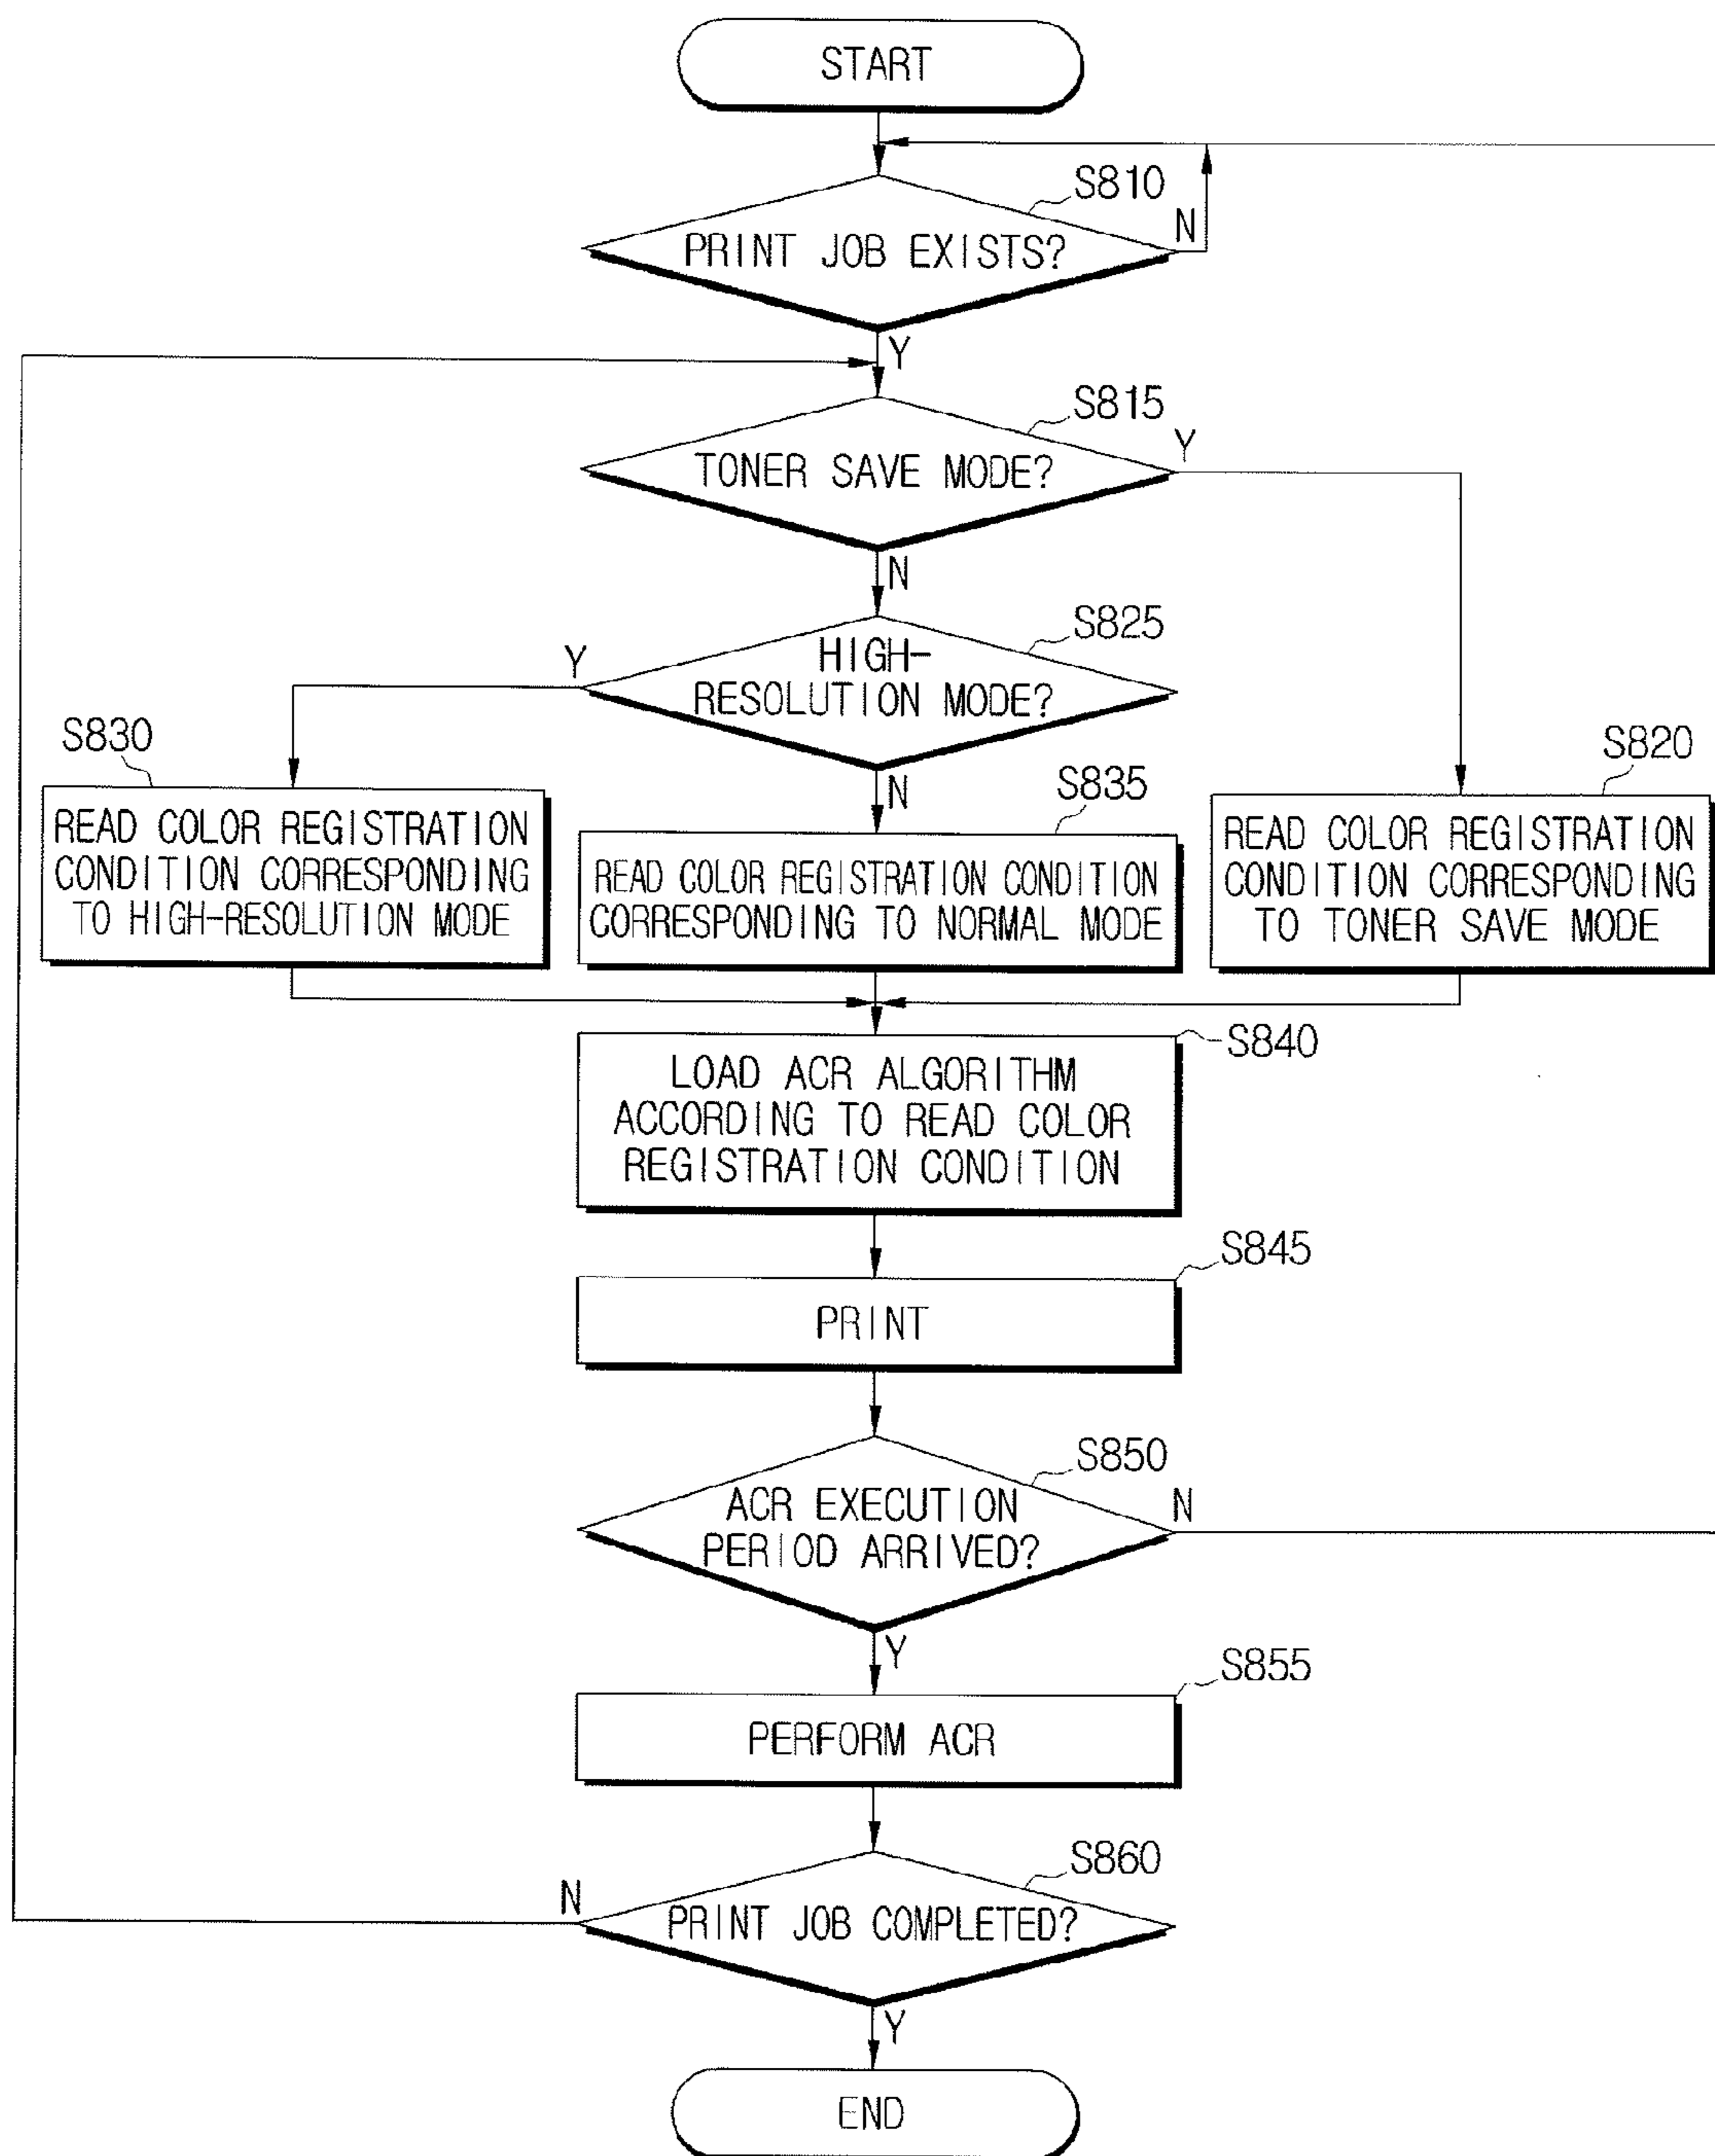 START
S810
PRINT JOB EXISTS?
N
Y
S815
TONER SAVE MODE?
Y
N
S825
HIGH-
RESOLUTION MODE?
Y
N
S830
READ COLOR REGISTRATION
CONDITION CORRESPONDING
TO HIGH-RESOLUTION MODE
S835
READ COLOR REGISTRATION CONDITION
CORRESPONDING TO NORMAL MODE
S820
READ COLOR REGISTRATION
CONDITION CORRESPONDING
TO TONER SAVE MODE
S840
LOAD ACR ALGORITHM
ACCORDING TO READ COLOR
REGISTRATION CONDITION
S845
PRINT
S850
ACR EXECUTION
PERIOD ARRIVED?
N
Y
S855
PERFORM ACR
S860
PRINT JOB COMPLETED?
N
Y
END